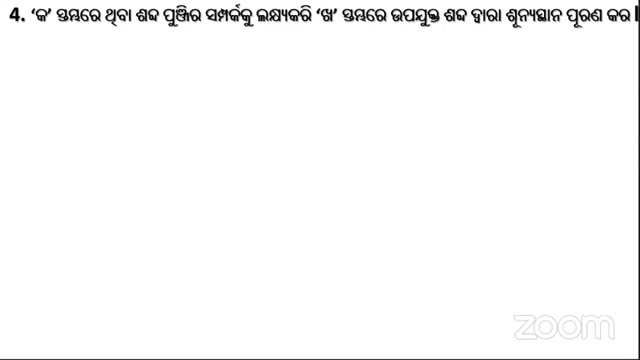 4. ‘କ’ ସ୍ତମ୍ଭରେ ଥିବା ଶବ୍ଦ ପୁଞ୍ଜିର ସମ୍ପର୍କକୁ ଲକ୍ଷ୍ୟକରି ‘ଖ’ ସ୍ତମ୍ଭରେ ଉପଯୁକ୍ତ ଶବ୍ଦ ଦ୍ୱାରା ଶୂନ୍ୟସ୍ଥାନ ପୂରଣ କର।
zoom